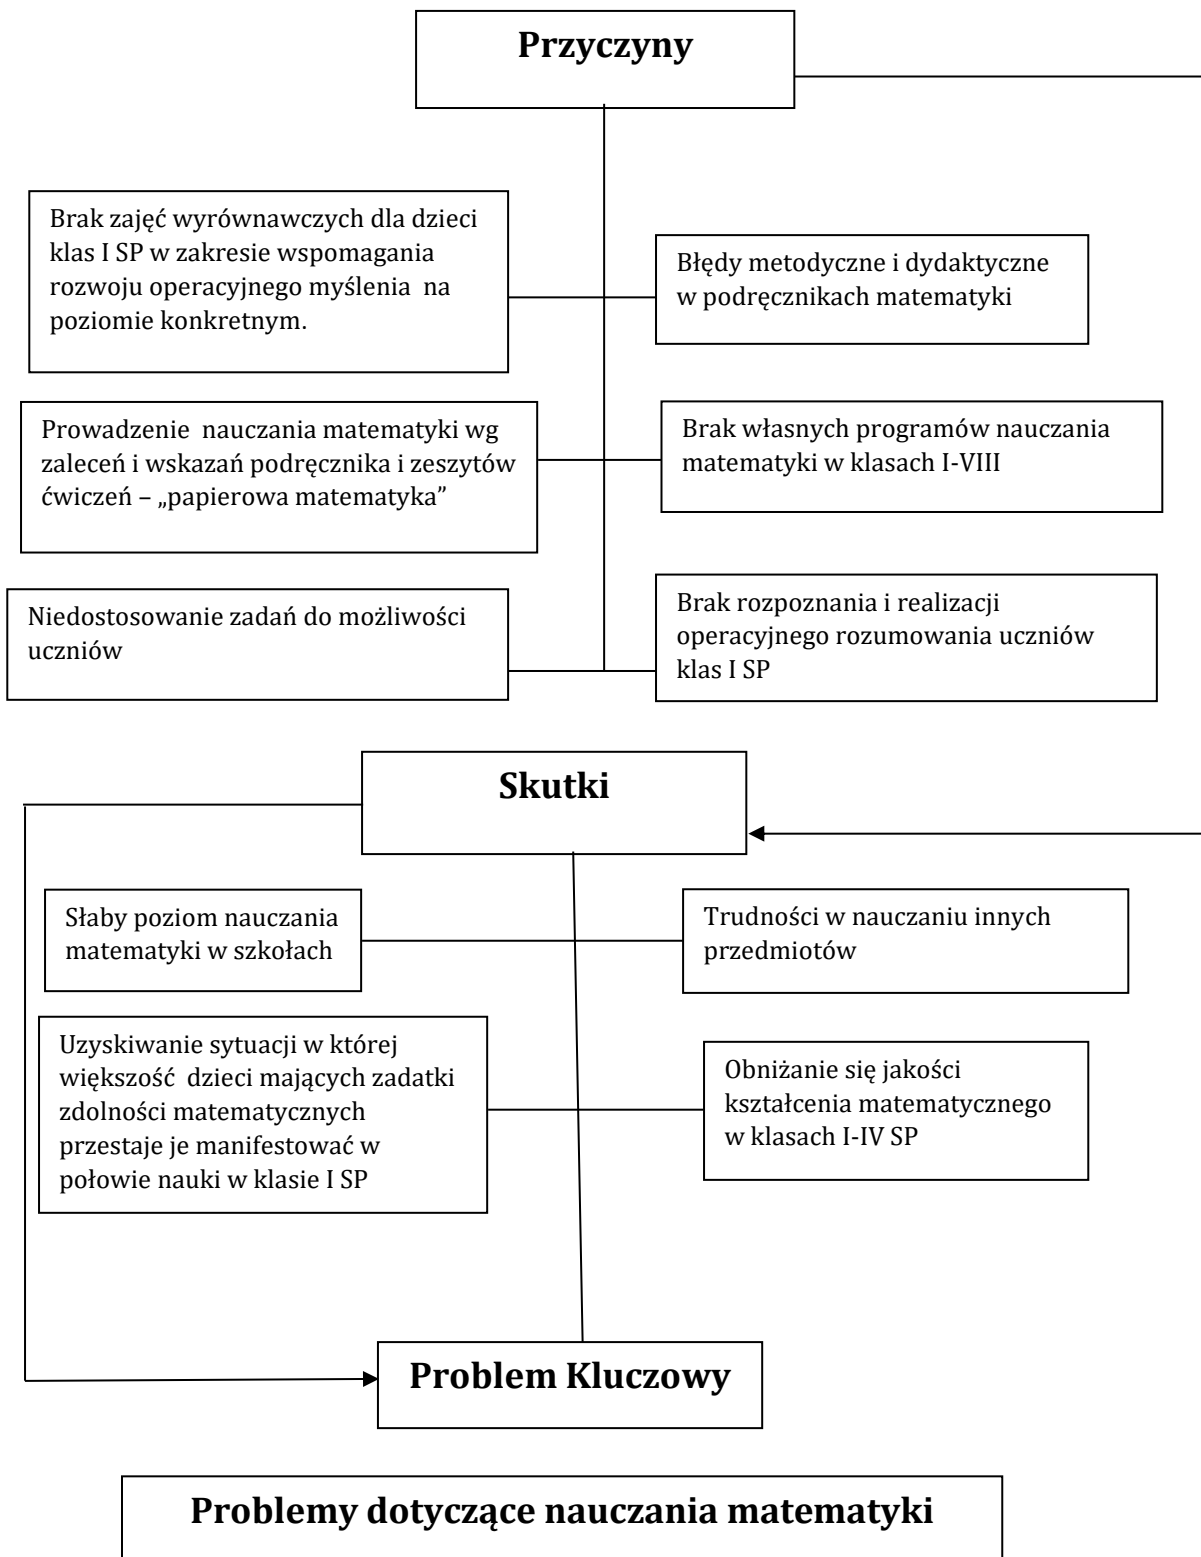 Przyczyny
Brak zajęć wyrównawczych dla dzieci
klas I SP w zakresie wspomagania
rozwoju operacyjnego myślenia na
poziomie konkretnym.
Błędy metodyczne i dydaktyczne
w podręcznikach matematyki
Prowadzenie nauczania matematyki wg
zaleceń i wskazań podręcznika i zeszytów
ćwiczeń – „papierowa matematyka”
Brak własnych programów nauczania
matematyki w klasach I-VIII
Niedostosowanie zadań do możliwości
uczniów
Brak rozpoznania i realizacji
operacyjnego rozumowania uczniów
klas I SP
Skutki
Słaby poziom nauczania
matematyki w szkołach
Trudności w nauczaniu innych
przedmiotów
Uzyskiwanie sytuacji w której
większość dzieci mających zadatki
zdolności matematycznych
przestaje je manifestować w
połowie nauki w klasie I SP
Obniżanie się jakości
kształcenia matematycznego
w klasach I-IV SP
Problem Kluczowy
Problemy dotyczące nauczania matematyki